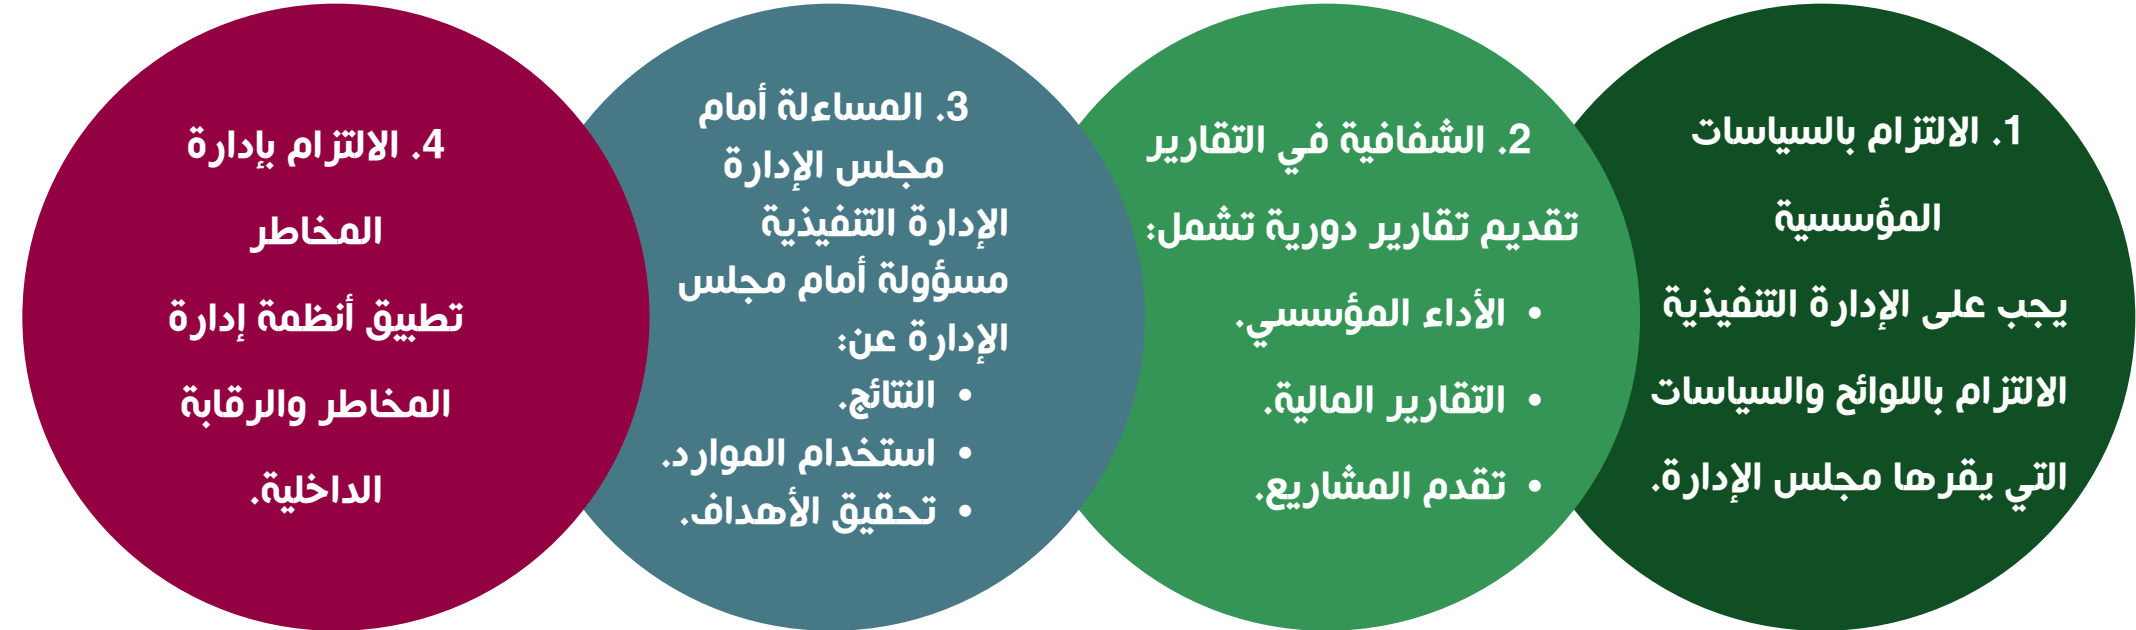 1. الالتزام بالسياسات
المؤسسية
يجب على الإدارة التنفيذية
الالتزام باللوائح والسياسات
التي يقرها مجلس الإدارة.
2. الشفافية في التقارير
تقديم تقارير دورية تشمل:
• الأداء المؤسسي.
• التقارير المالية.
• تقدم المشاريع.
3. المساءلة أمام
مجلس الإدارة
الإدارة التنفيذية
مسؤولة أمام مجلس
الإدارة عن:
• النتائج.
• استخدام الموارد.
• تحقيق الأهداف.
4. الالتزام بإدارة
المخاطر
تطبيق أنظمة إدارة
المخاطر والرقابة
الداخلية.